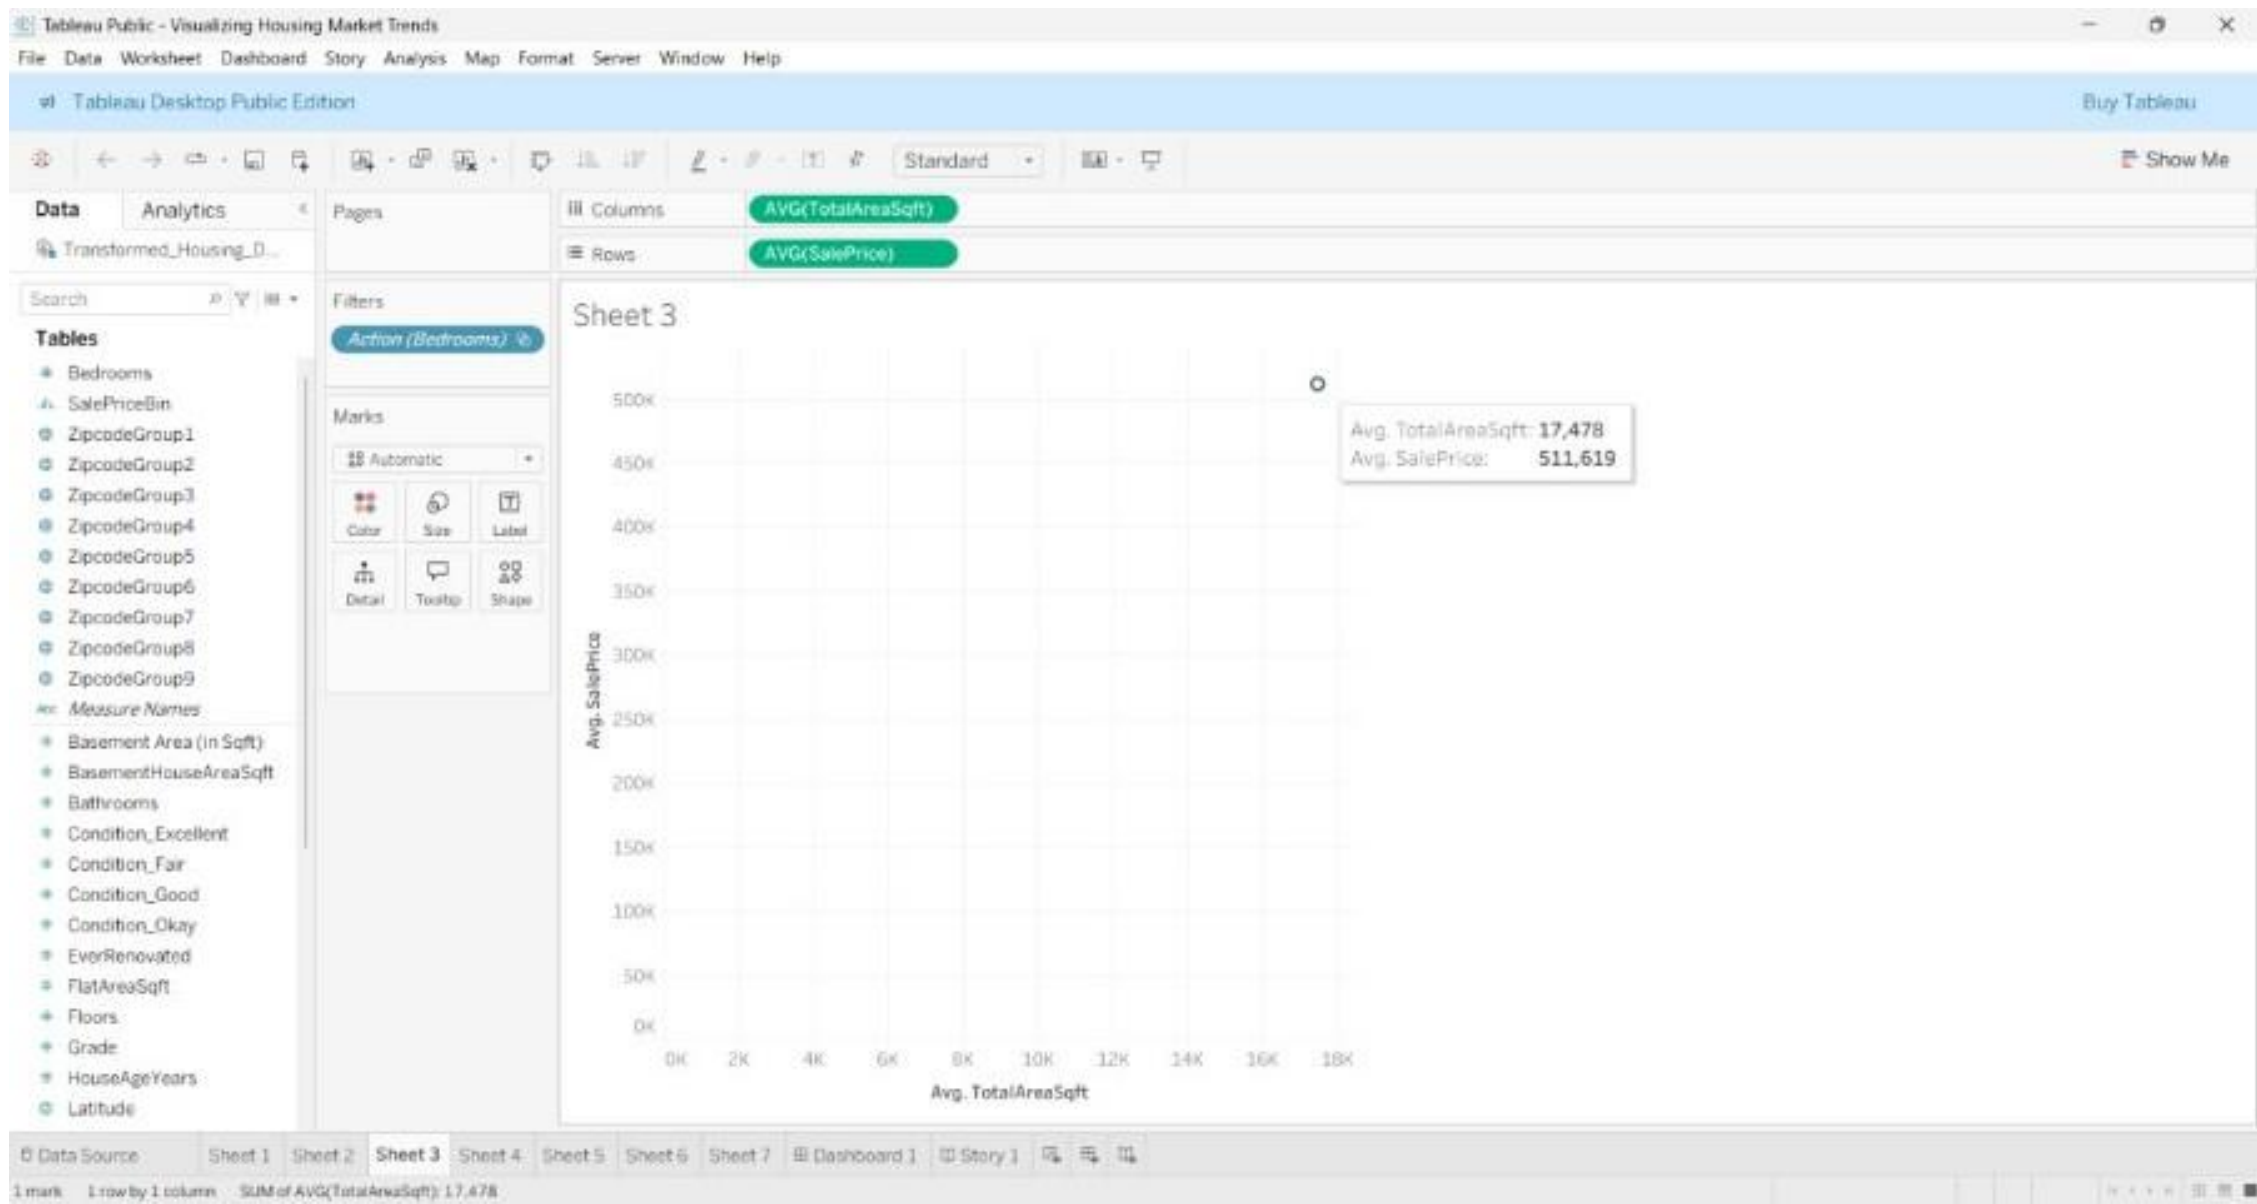 Tableau Public - Visualizing Housing Market Trends
File Data Worksheet Dashboard Story Analysis Map Format Server Window Help
Tableau Desktop Public Edition Buy Tableau
Standard Show Me
Data Analytics
Transformed_Housing_D...
Search
Tables
Bedrooms
SalePriceBin
ZipcodeGroup1
ZipcodeGroup2
ZipcodeGroup3
ZipcodeGroup4
ZipcodeGroup5
ZipcodeGroup6
ZipcodeGroup7
ZipcodeGroup8
ZipcodeGroup9
Abc Measure Names
Basement Area (in Sqft)
BasementHouseAreaSqft
Bathrooms
Condition_Excellent
Condition_Fair
Condition_Good
Condition_Okay
EverRenovated
FlatAreaSqft
Floors
Grade
HouseAgeYears
Latitude
Pages
Filters
Action (Bedrooms)
Marks
Automatic
Color Size Label
Detail Tooltip Shape
Columns AVG(TotalAreaSqft)
Rows AVG(SalePrice)
Sheet 3
500K
450K
400K
350K
300K
250K
200K
150K
100K
50K
0K
Avg. SalePrice
0K 2K 4K 6K 8K 10K 12K 14K 16K 18K
Avg. TotalAreaSqft
Avg. TotalAreaSqft: 17,478
Avg. SalePrice: 511,619
Data Source Sheet 1 Sheet 2 Sheet 3 Sheet 4 Sheet 5 Sheet 6 Sheet 7 Dashboard 1 Story 1
1 mark 1 row by 1 column SUM of AVG(TotalAreaSqft): 17,478